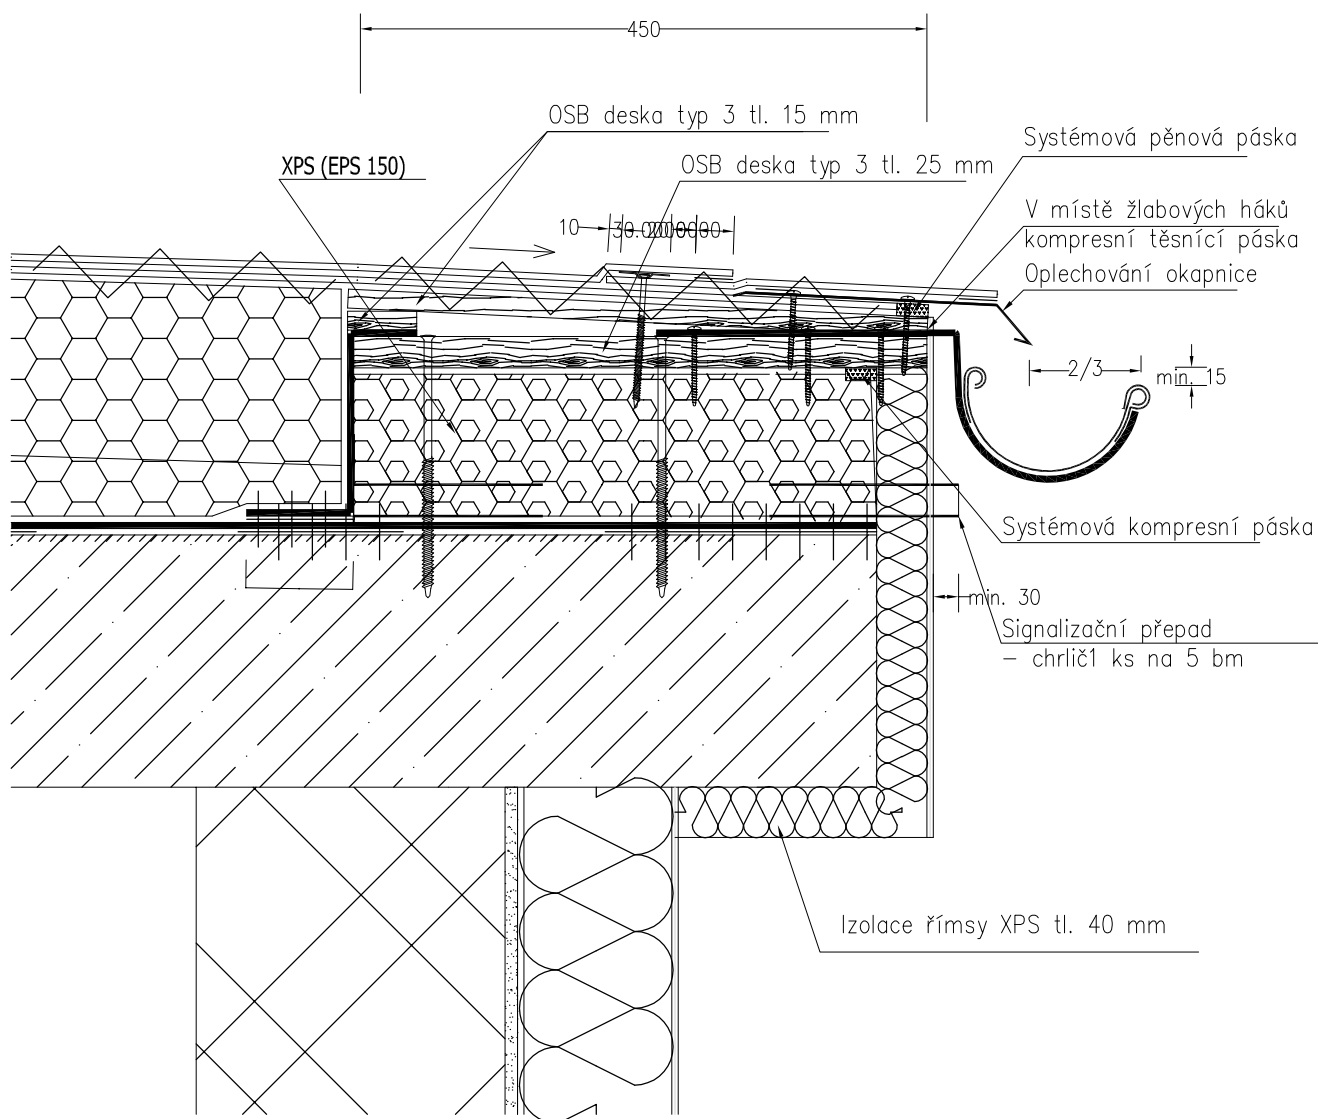 450
OSB deska typ 3 tl. 15 mm
Systémová pěnová páska
XPS (EPS 150)
OSB deska typ 3 tl. 25 mm
V místě žlabových háků
kompresní těsnící páska
10
Oplechování okapnice
2/3
min. 15
Systémová kompresní páska
min. 30
Signalizační přepad
– chrlič1 ks na 5 bm
Izolace římsy XPS tl. 40 mm